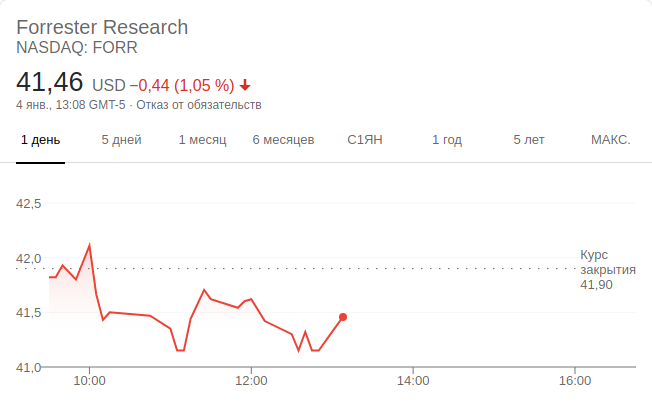 Forrester Research
NASDAQ: FORR
41,46 USD −0,44 (1,05 %)
4 янв., 13:08 GMT-5 · Отказ от обязательств
1 день 5 дней 1 месяц 6 месяцев С1ЯН 1 год 5 лет МАКС.
42,5
42,0
41,5
41,0
Курс
закрытия
41,90
10:00 12:00 14:00 16:00